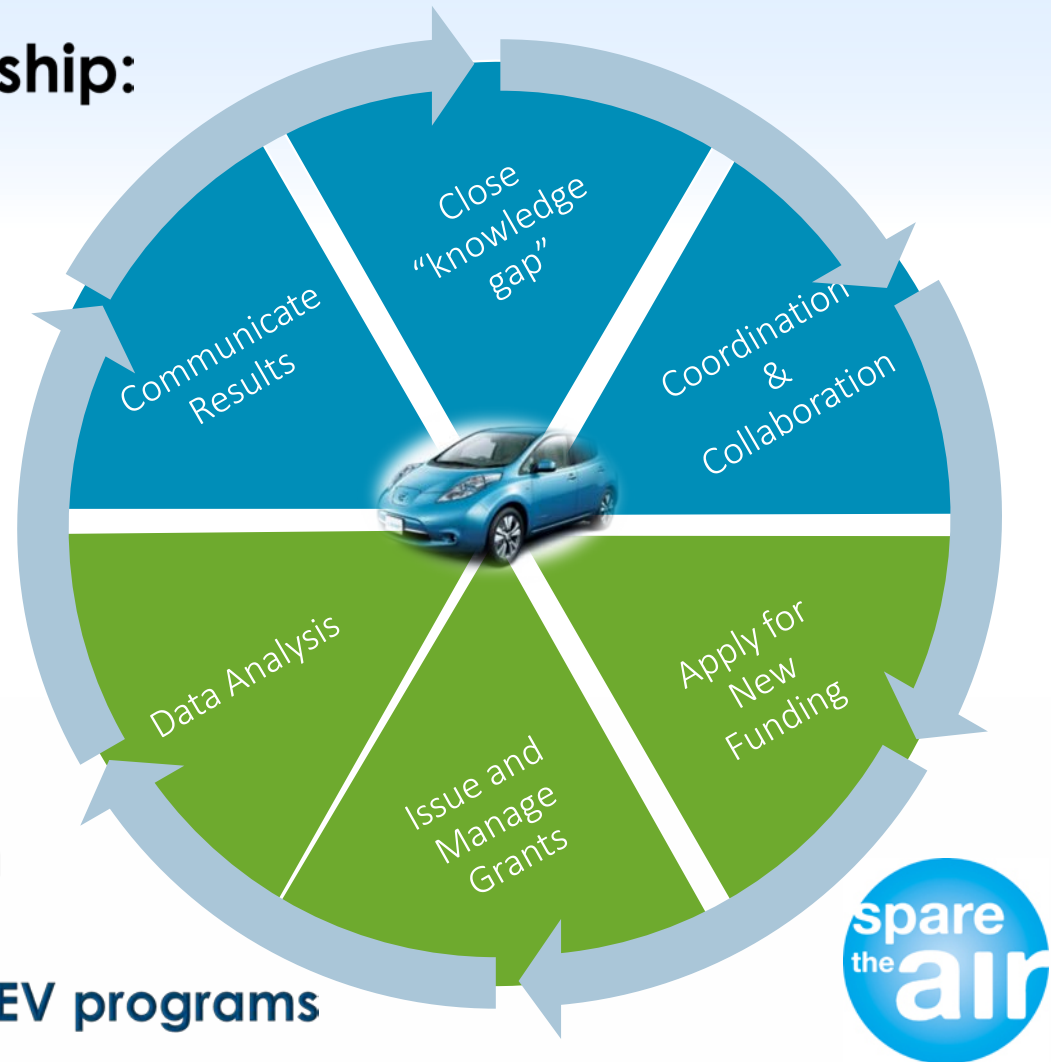 ship:
Close
“knowledge
gap”
Coordination
&
Collaboration
Apply for
New
Funding
Issue and
Manage
Grants
Data Analysis
Communicate
Results
EV programs
spare
the air